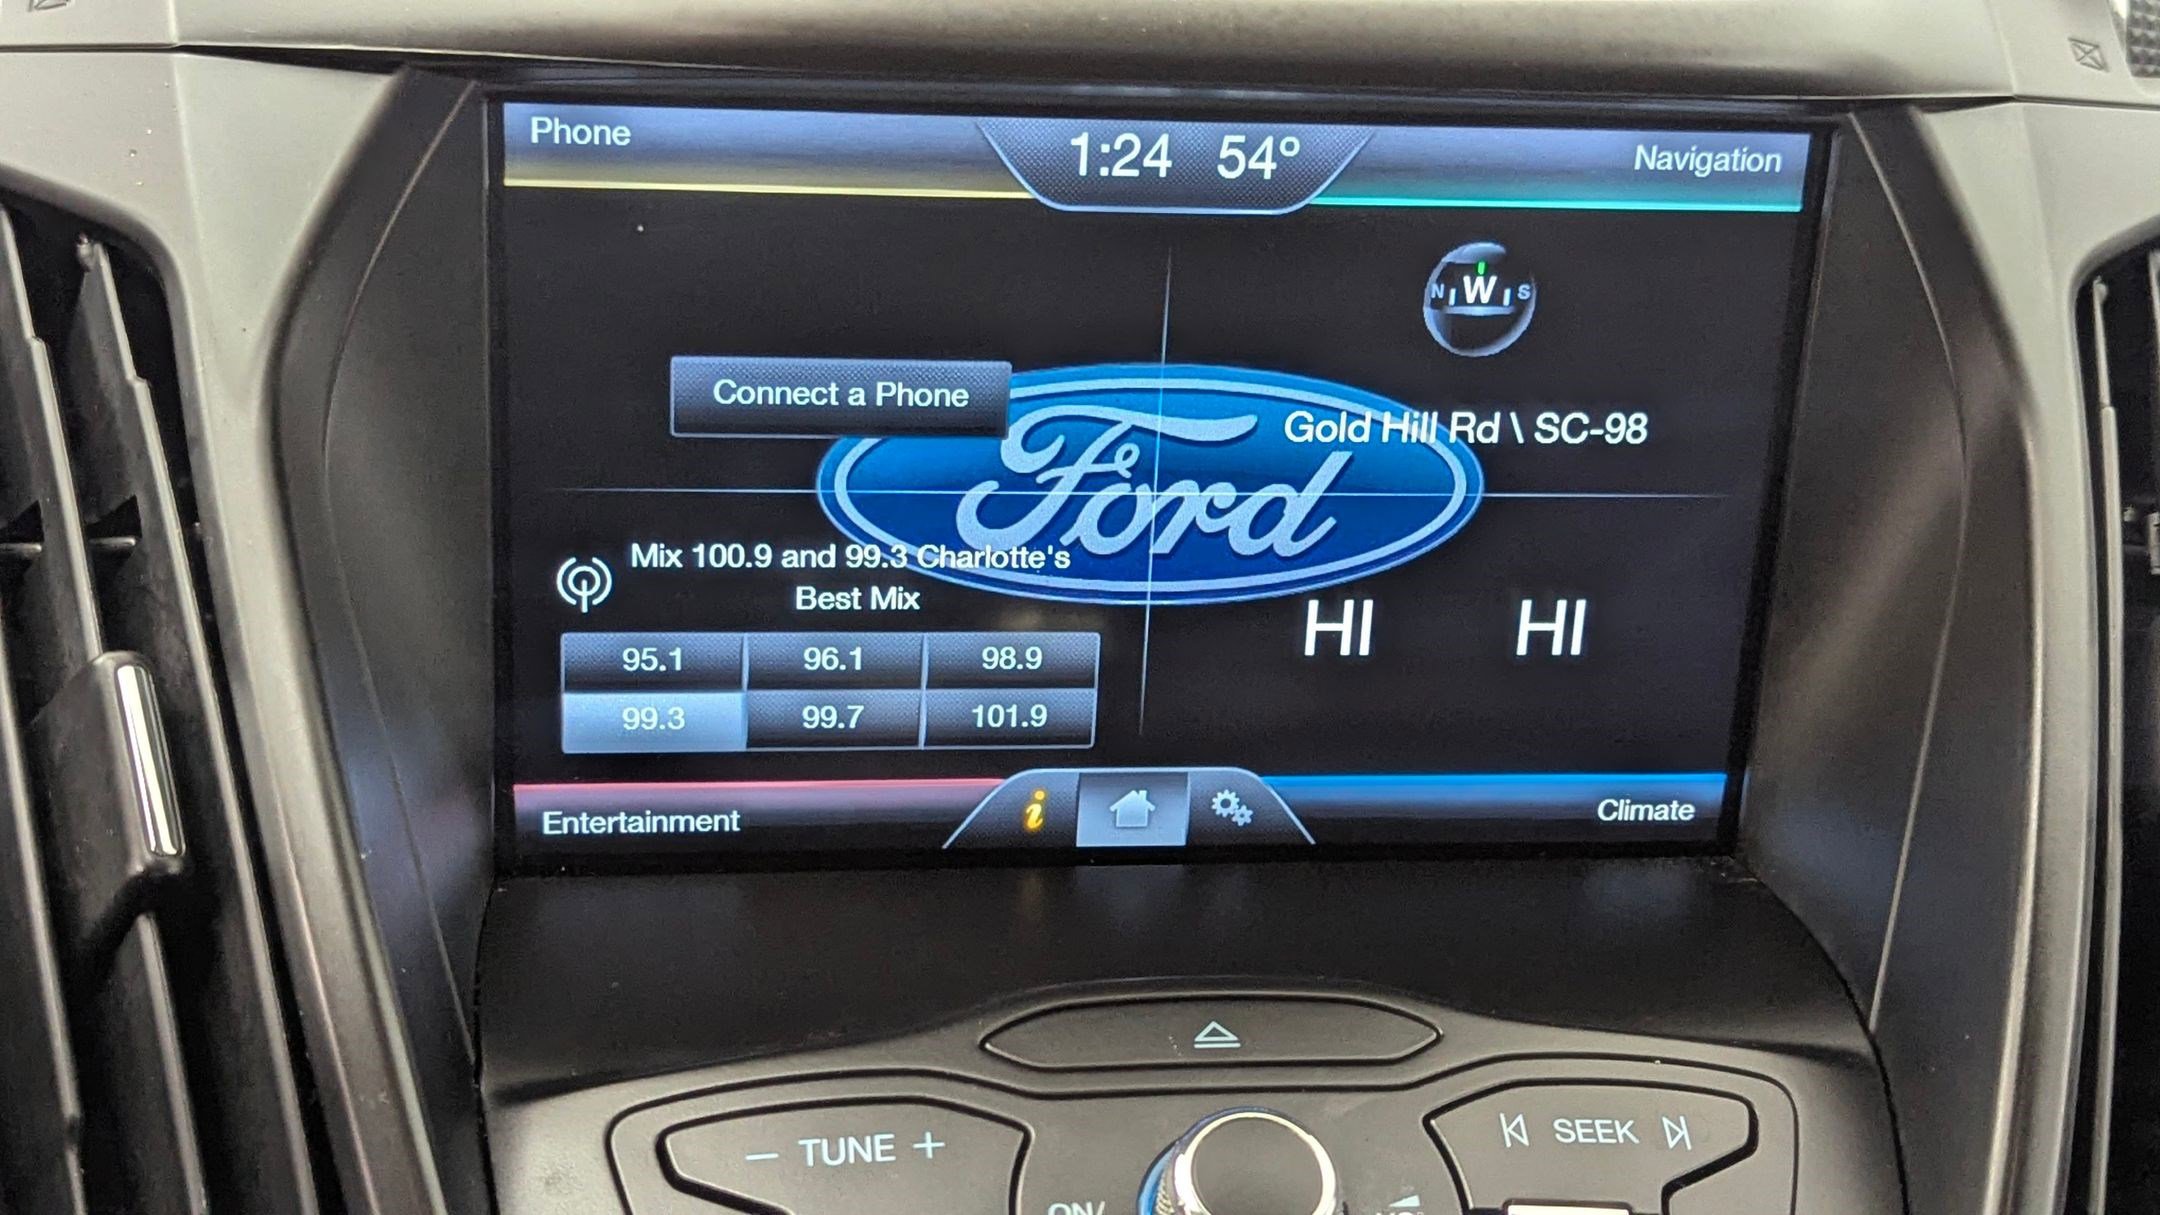 Phone
1:24 54°
Navigation
N W S
Connect a Phone
Gold Hill Rd \ SC-98
Ford
Mix 100.9 and 99.3 Charlotte's
Best Mix
HI HI
95.1 96.1 98.9
99.3 99.7 101.9
Entertainment
i
Climate
– TUNE +
SEEK
ON/